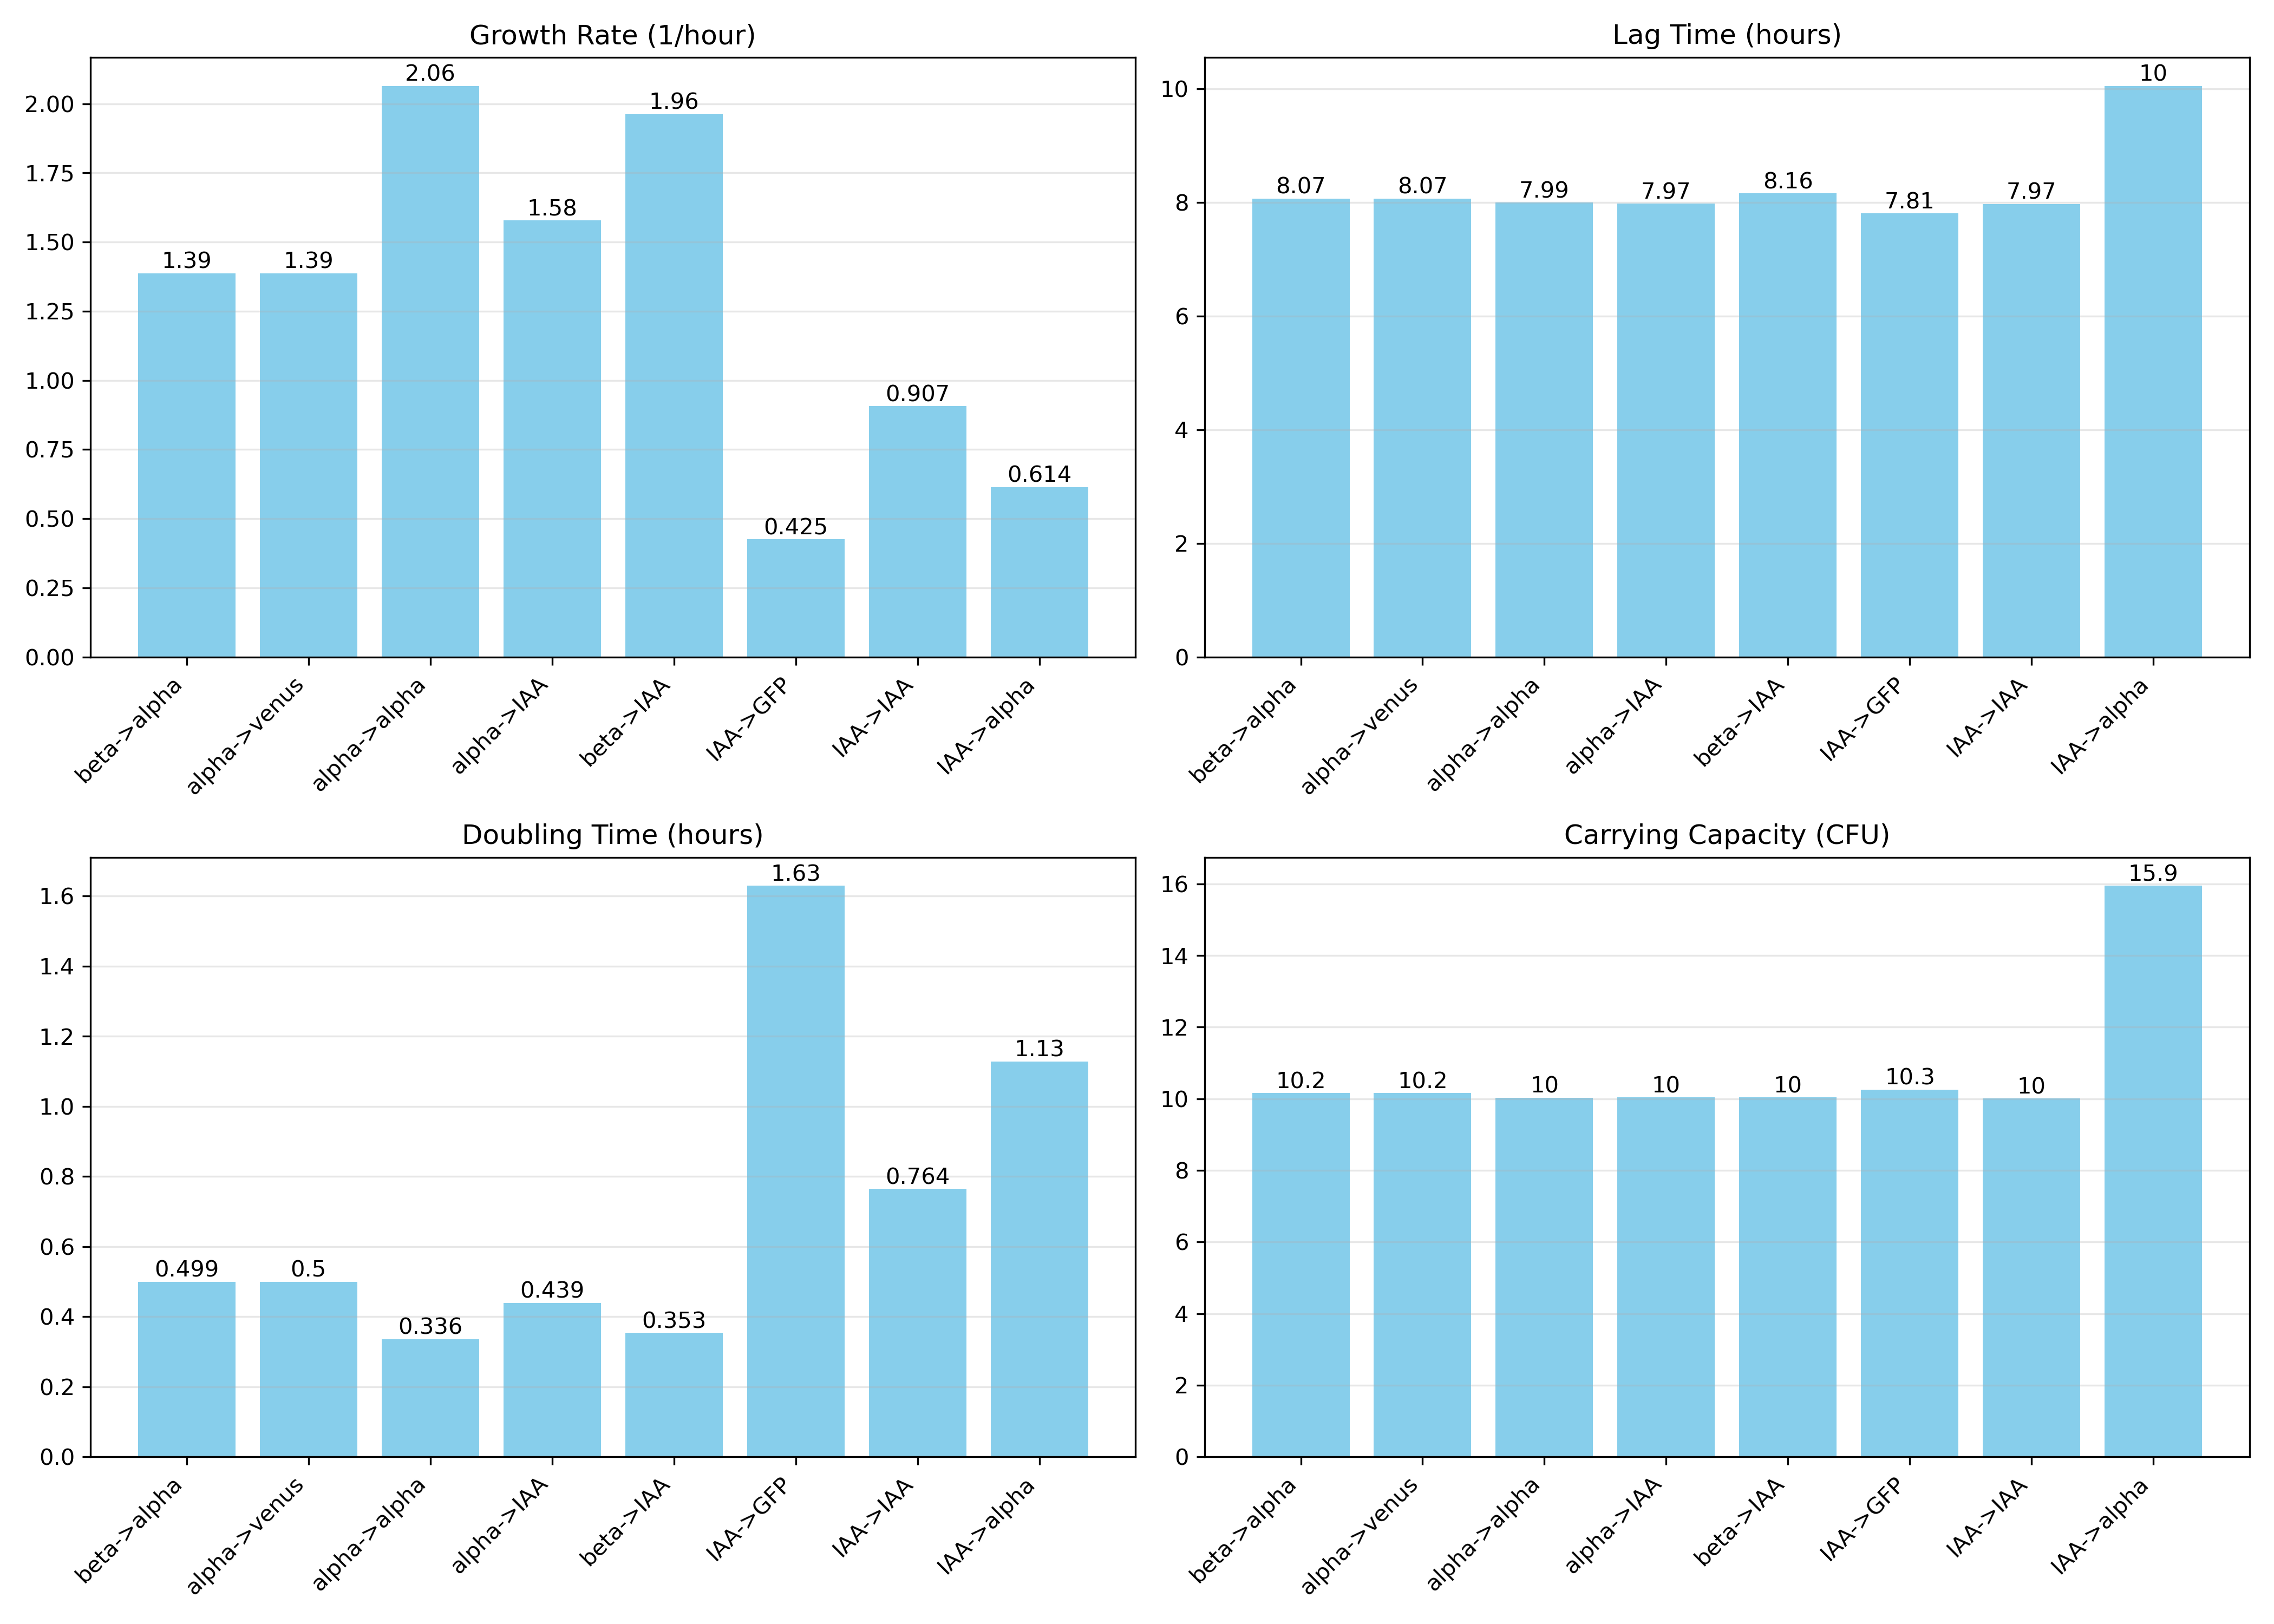 Growth Rate (1/hour)
2.00
1.75
1.50
1.25
1.00
0.75
0.50
0.25
0.00
1.39
1.39
2.06
1.58
1.96
0.425
0.907
0.614
beta->alpha
alpha->venus
alpha->alpha
alpha->IAA
beta->IAA
IAA->GFP
IAA->IAA
IAA->alpha
Lag Time (hours)
10
8
6
4
2
0
8.07
8.07
7.99
7.97
8.16
7.81
7.97
10
beta->alpha
alpha->venus
alpha->alpha
alpha->IAA
beta->IAA
IAA->GFP
IAA->IAA
IAA->alpha
Doubling Time (hours)
1.6
1.4
1.2
1.0
0.8
0.6
0.4
0.2
0.0
0.499
0.5
0.336
0.439
0.353
1.63
0.764
1.13
beta->alpha
alpha->venus
alpha->alpha
alpha->IAA
beta->IAA
IAA->GFP
IAA->IAA
IAA->alpha
Carrying Capacity (CFU)
16
14
12
10
8
6
4
2
0
10.2
10.2
10
10
10
10.3
10
15.9
beta->alpha
alpha->venus
alpha->alpha
alpha->IAA
beta->IAA
IAA->GFP
IAA->IAA
IAA->alpha